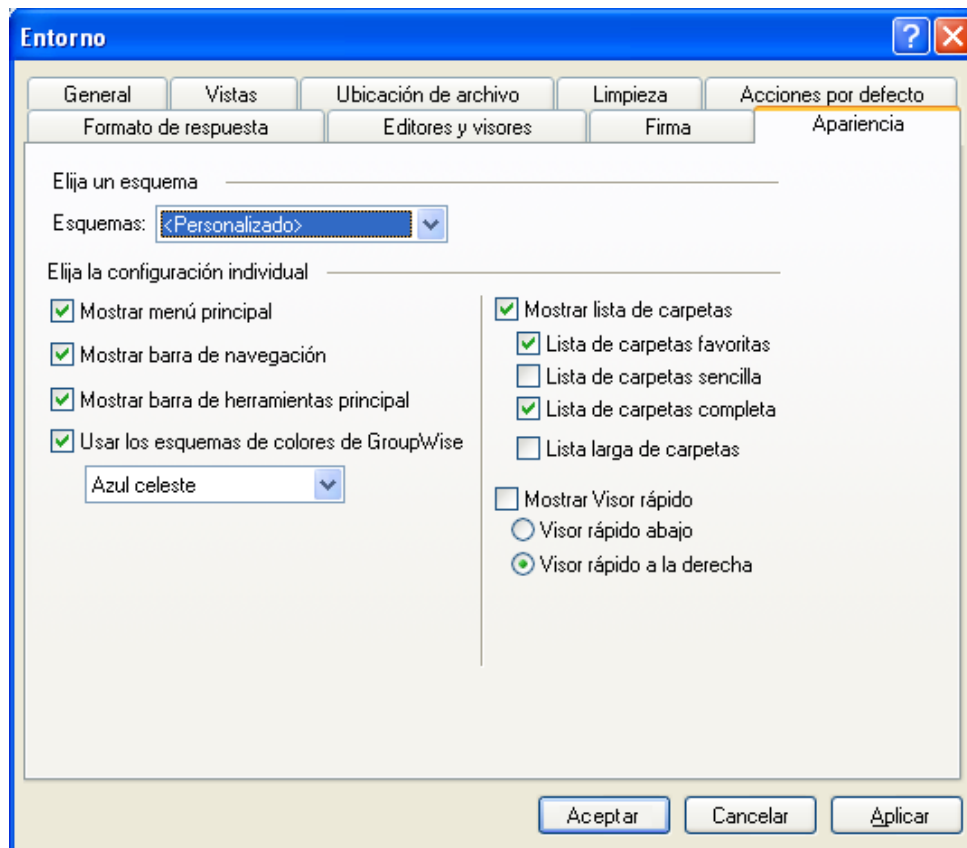 Entorno
General
Vistas
Ubicación de archivo
Limpieza
Acciones por defecto
Formato de respuesta
Editores y visores
Firma
Apariencia
Elija un esquema
Esquemas: <Personalizado>
Elija la configuración individual
Mostrar menú principal
Mostrar barra de navegación
Mostrar barra de herramientas principal
Usar los esquemas de colores de GroupWise
Azul celeste
Mostrar lista de carpetas
Lista de carpetas favoritas
Lista de carpetas sencilla
Lista de carpetas completa
Lista larga de carpetas
Mostrar Visor rápido
Visor rápido abajo
Visor rápido a la derecha
Aceptar
Cancelar
Aplicar